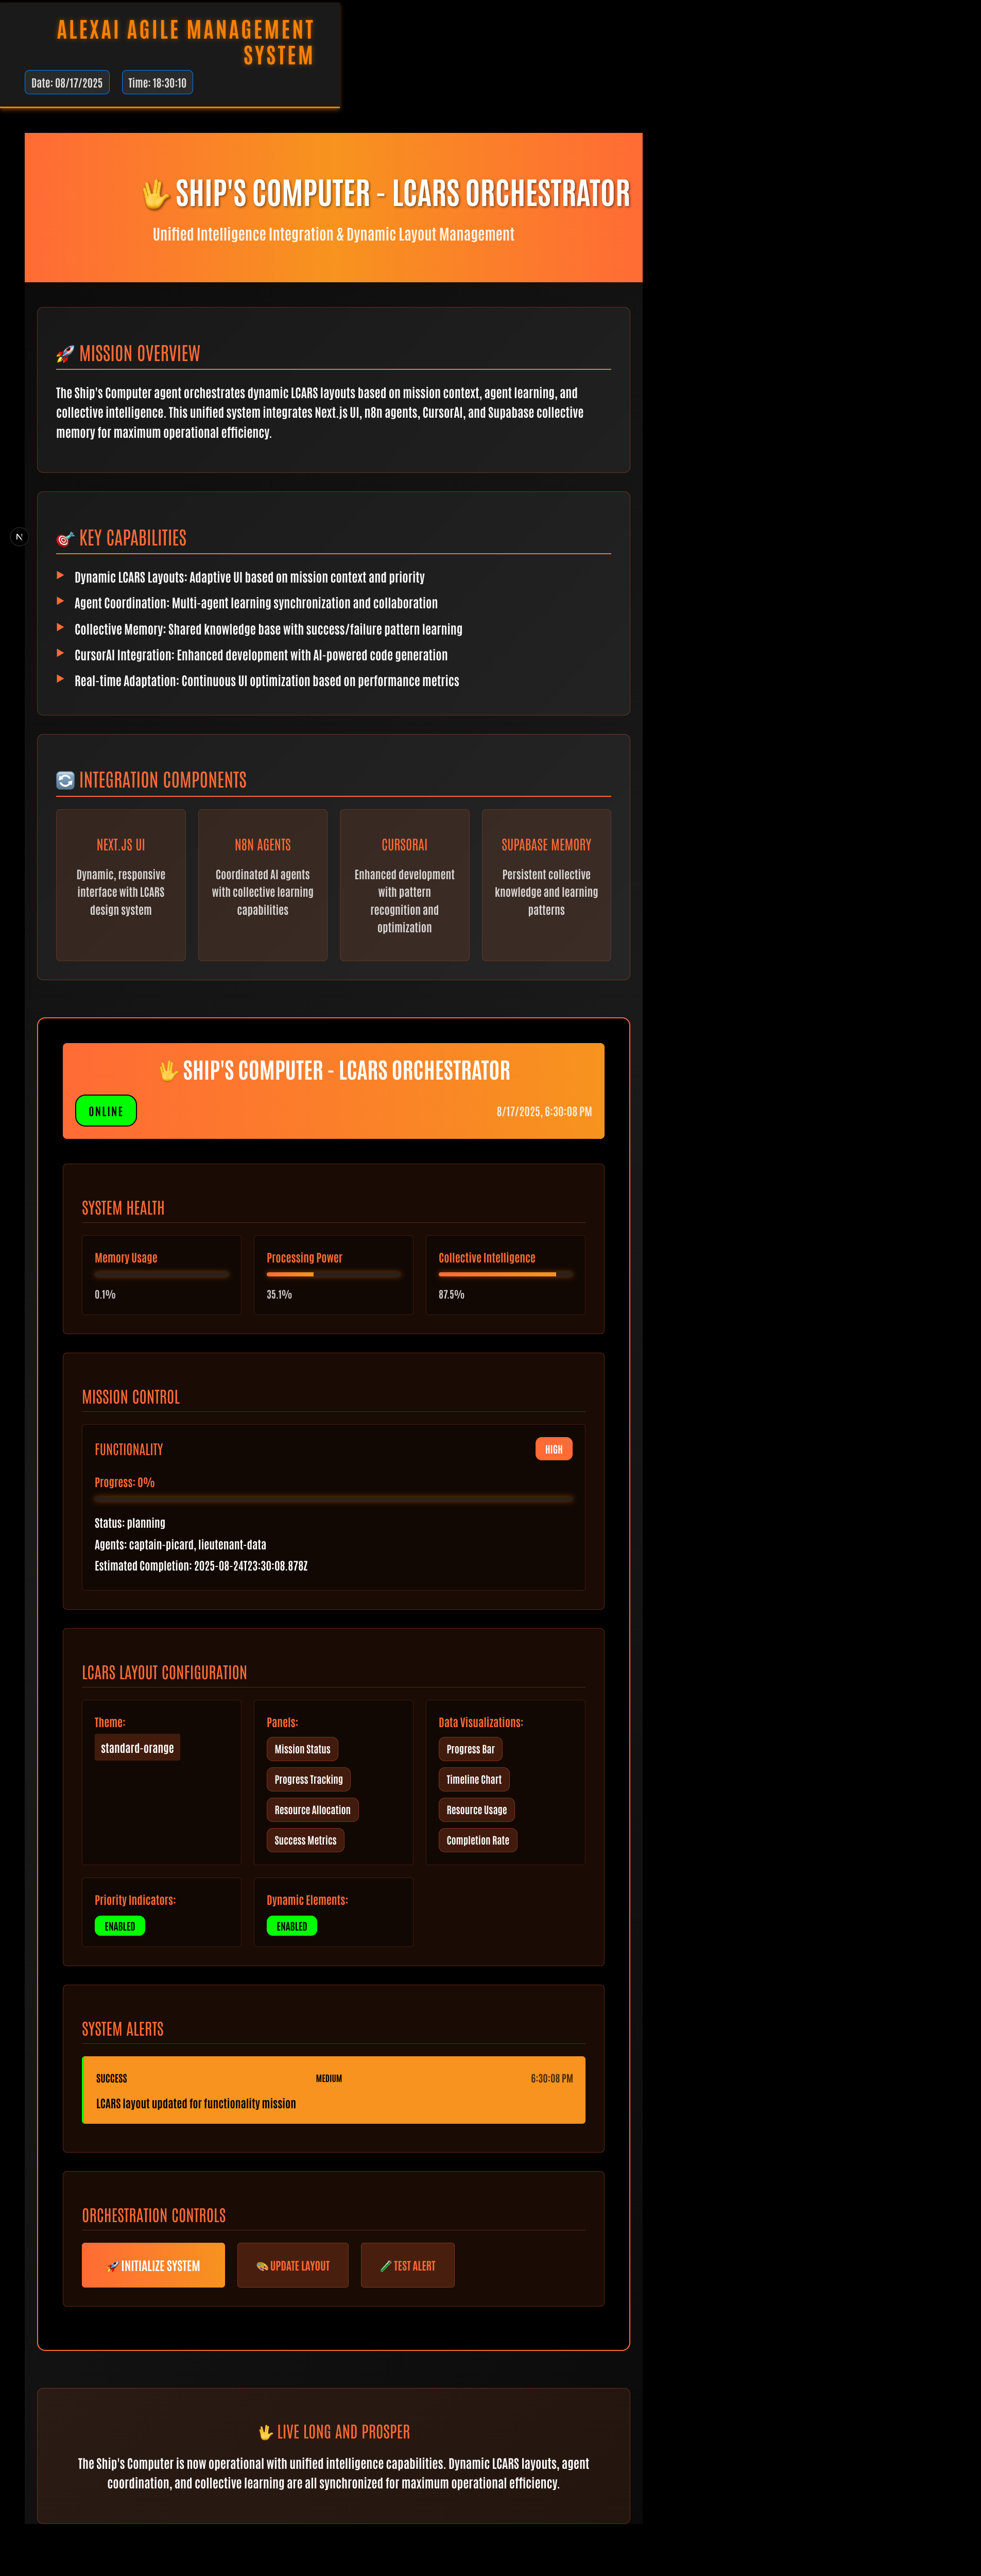 ALEXAI AGILE MANAGEMENT
SYSTEM
Date: 08/17/2025
Time: 18:30:10
🖖 SHIP'S COMPUTER - LCARS ORCHESTRATOR
Unified Intelligence Integration & Dynamic Layout Management
🚀 MISSION OVERVIEW
The Ship's Computer agent orchestrates dynamic LCARS layouts based on mission context, agent learning, and
collective intelligence. This unified system integrates Next.js UI, n8n agents, CursorAI, and Supabase collective
memory for maximum operational efficiency.
N
🎯 KEY CAPABILITIES
Dynamic LCARS Layouts: Adaptive UI based on mission context and priority
Agent Coordination: Multi-agent learning synchronization and collaboration
Collective Memory: Shared knowledge base with success/failure pattern learning
CursorAI Integration: Enhanced development with AI-powered code generation
Real-time Adaptation: Continuous UI optimization based on performance metrics
🔄 INTEGRATION COMPONENTS
NEXT.JS UI
Dynamic, responsive
interface with LCARS
design system
N8N AGENTS
Coordinated AI agents
with collective learning
capabilities
CURSORAI
Enhanced development
with pattern
recognition and
optimization
SUPABASE MEMORY
Persistent collective
knowledge and learning
patterns
🖖 SHIP'S COMPUTER - LCARS ORCHESTRATOR
ONLINE
8/17/2025, 6:30:08 PM
SYSTEM HEALTH
Memory Usage
0.1%
Processing Power
35.1%
Collective Intelligence
87.5%
MISSION CONTROL
FUNCTIONALITY
HIGH
Progress: 0%
Status: planning
Agents: captain-picard, lieutenant-data
Estimated Completion: 2025-08-24T23:30:08.878Z
LCARS LAYOUT CONFIGURATION
Theme:
standard-orange
Panels:
Mission Status
Progress Tracking
Resource Allocation
Success Metrics
Data Visualizations:
Progress Bar
Timeline Chart
Resource Usage
Completion Rate
Priority Indicators:
ENABLED
Dynamic Elements:
ENABLED
SYSTEM ALERTS
SUCCESS
MEDIUM
6:30:08 PM
LCARS layout updated for functionality mission
ORCHESTRATION CONTROLS
🚀 INITIALIZE SYSTEM
🎨 UPDATE LAYOUT
🧪 TEST ALERT
🖖 LIVE LONG AND PROSPER
The Ship's Computer is now operational with unified intelligence capabilities. Dynamic LCARS layouts, agent
coordination, and collective learning are all synchronized for maximum operational efficiency.